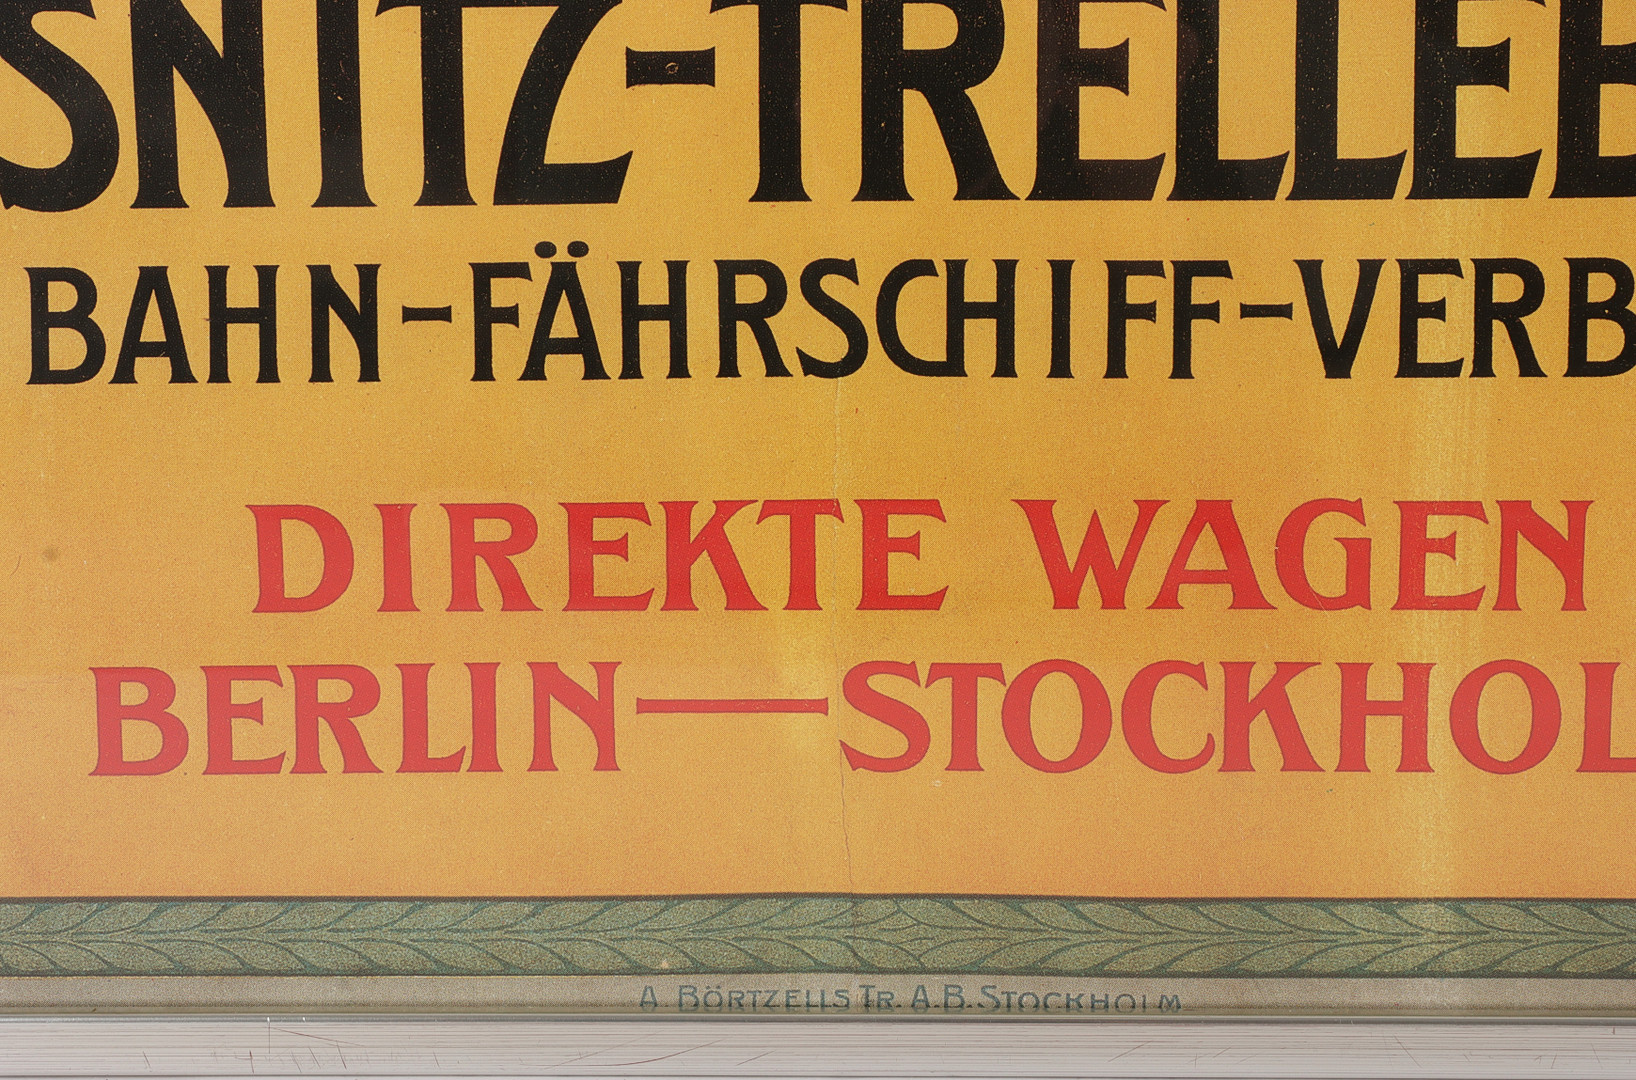 SNITZ-TRELLEB
BAHN-FÄHRSCHIFF-VERB
DIREKTE WAGEN
BERLIN—STOCKHOL
A. BÖRTZELLS TR. A.B. STOCKHOLM